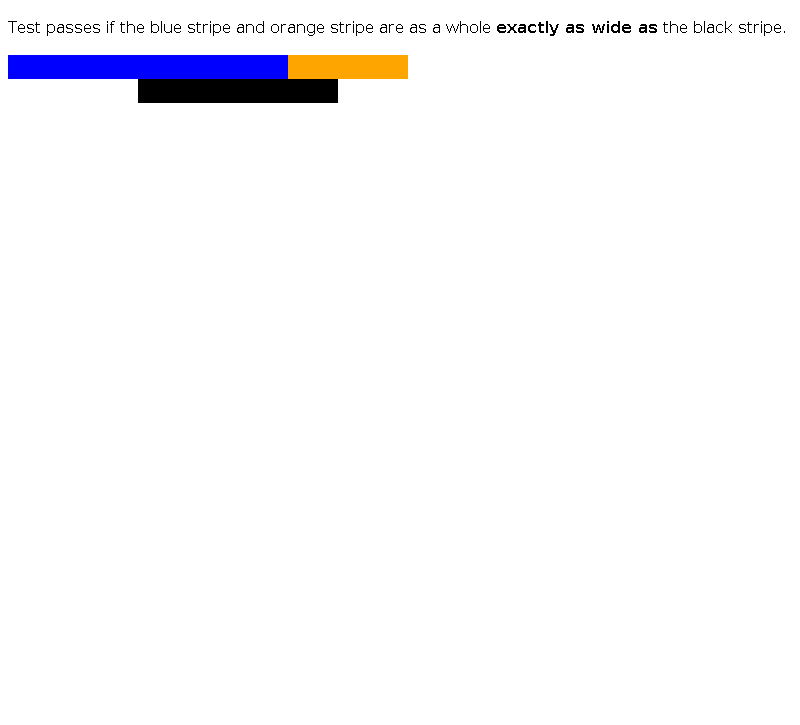 Test passes if the blue stripe and orange stripe are as a whole exactly as wide as the black stripe.